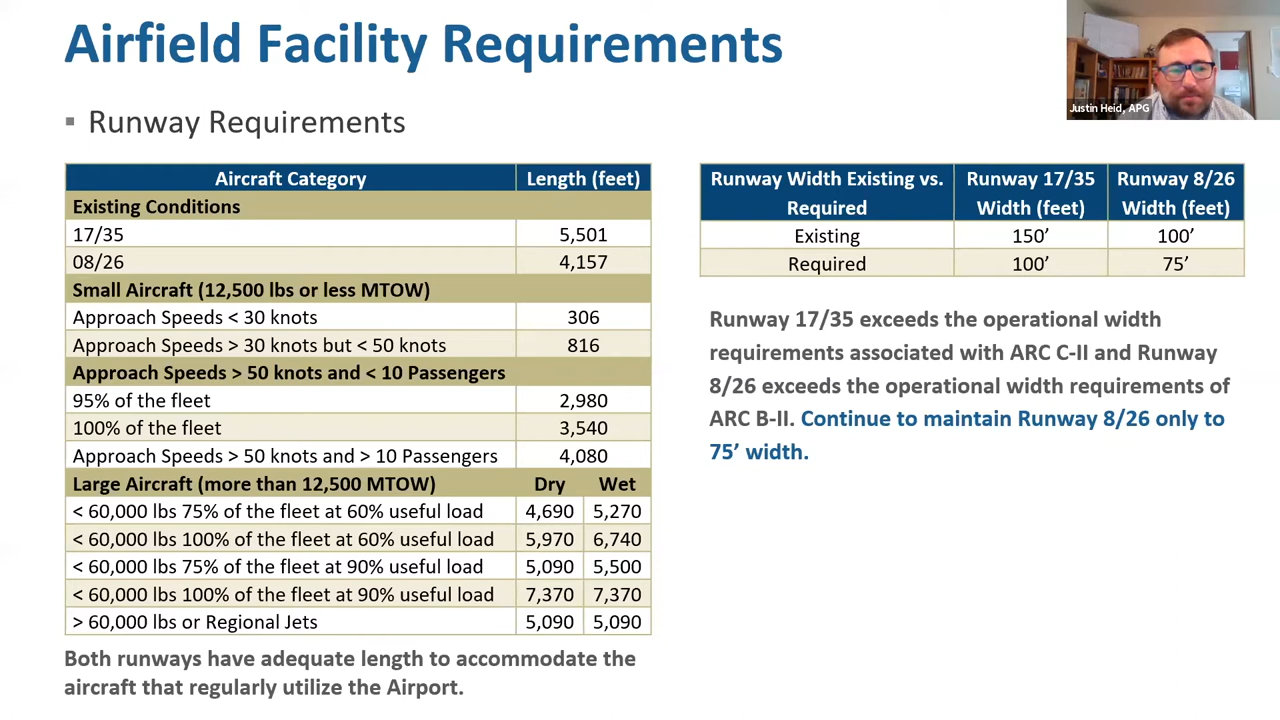 Airfield Facility Requirements
Justin Heid, APG
▪ Runway Requirements
Aircraft Category Length (feet)
Existing Conditions
17/35 5,501
08/26 4,157
Small Aircraft (12,500 lbs or less MTOW)
Approach Speeds < 30 knots 306
Approach Speeds > 30 knots but < 50 knots 816
Approach Speeds > 50 knots and < 10 Passengers
95% of the fleet 2,980
100% of the fleet 3,540
Approach Speeds > 50 knots and > 10 Passengers 4,080
Large Aircraft (more than 12,500 MTOW) Dry Wet
< 60,000 lbs 75% of the fleet at 60% useful load 4,690 5,270
< 60,000 lbs 100% of the fleet at 60% useful load 5,970 6,740
< 60,000 lbs 75% of the fleet at 90% useful load 5,090 5,500
< 60,000 lbs 100% of the fleet at 90% useful load 7,370 7,370
> 60,000 lbs or Regional Jets 5,090 5,090
Both runways have adequate length to accommodate the
aircraft that regularly utilize the Airport.
Runway Width Existing vs. Runway 17/35 Runway 8/26
Required Width (feet) Width (feet)
Existing 150’ 100’
Required 100’ 75’
Runway 17/35 exceeds the operational width
requirements associated with ARC C-II and Runway
8/26 exceeds the operational width requirements of
ARC B-II. Continue to maintain Runway 8/26 only to
75’ width.